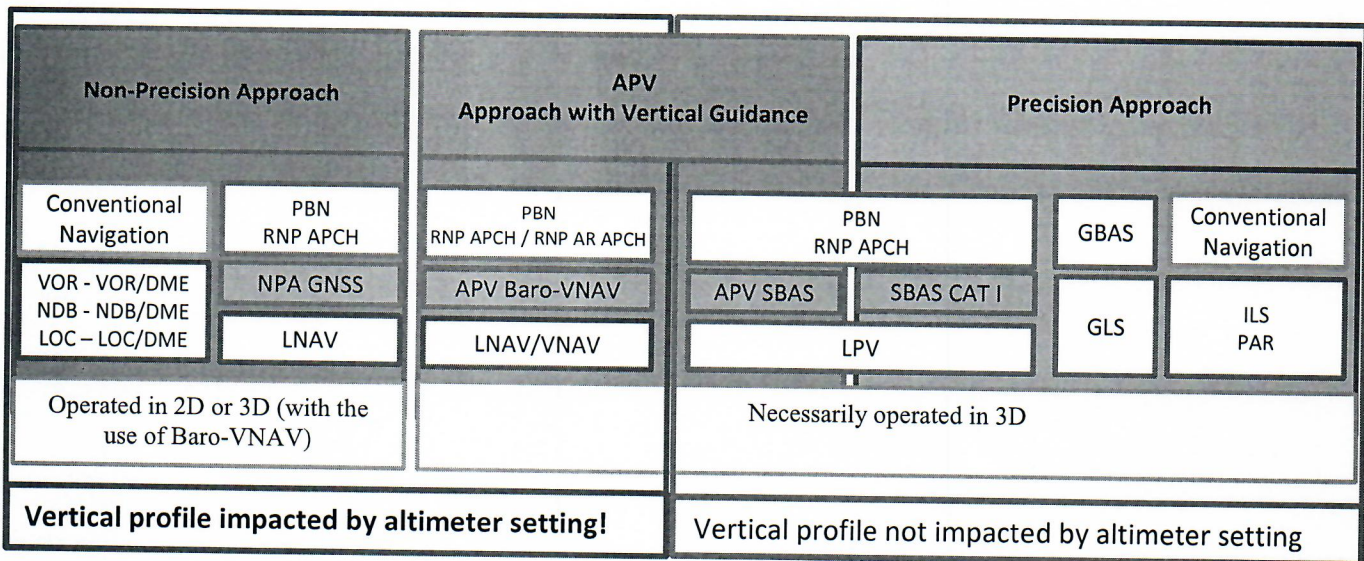 Non-Precision Approach
APV
Approach with Vertical Guidance
Precision Approach
Conventional
Navigation
PBN
RNP APCH
PBN
RNP APCH / RNP AR APCH
PBN
RNP APCH
GBAS
Conventional
Navigation
VOR - VOR/DME
NDB - NDB/DME
LOC – LOC/DME
NPA GNSS
LNAV
APV Baro-VNAV
LNAV/VNAV
APV SBAS
SBAS CAT I
LPV
GLS
ILS
PAR
Operated in 2D or 3D (with the
use of Baro-VNAV)
Necessarily operated in 3D
Vertical profile impacted by altimeter setting!
Vertical profile not impacted by altimeter setting